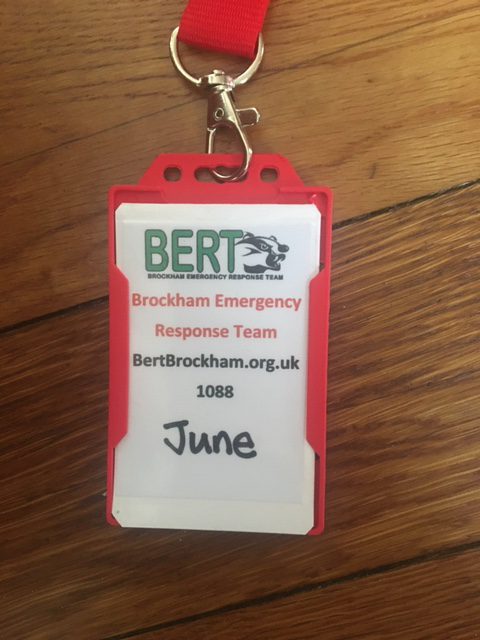 BERT
BROCKHAM EMERGENCY RESPONSE TEAM
Brockham Emergency
Response Team
BertBrockham.org.uk
1088
June